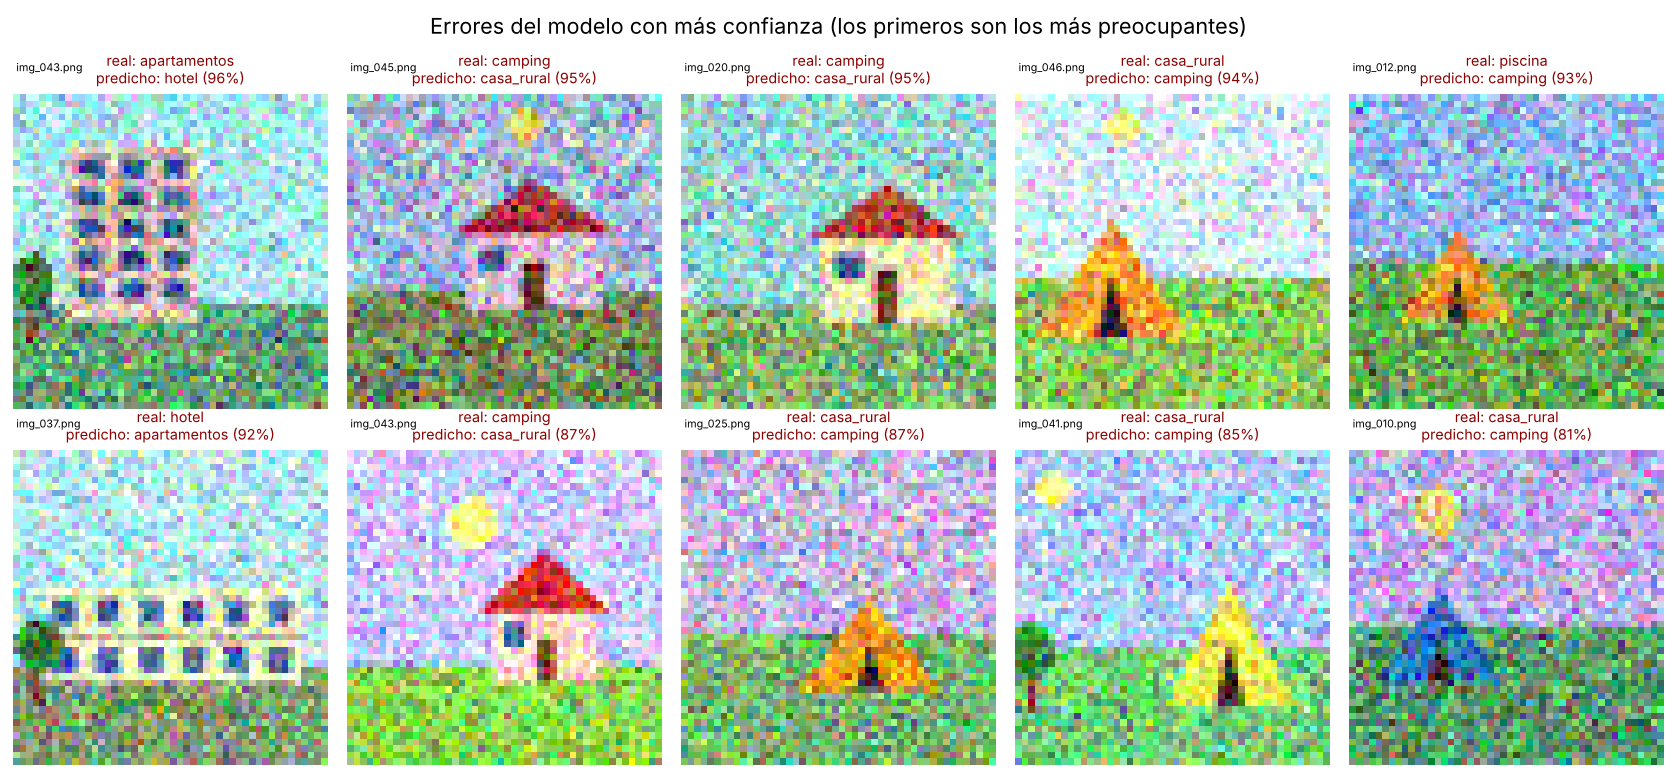 Errores del modelo con más confianza (los primeros son los más preocupantes)
img_043.png
real: apartamentos
predicho: hotel (96%)
img_045.png
real: camping
predicho: casa_rural (95%)
img_020.png
real: camping
predicho: casa_rural (95%)
img_046.png
real: casa_rural
predicho: camping (94%)
img_012.png
real: piscina
predicho: camping (93%)
img_037.png
real: hotel
predicho: apartamentos (92%)
img_043.png
real: camping
predicho: casa_rural (87%)
img_025.png
real: casa_rural
predicho: camping (87%)
img_041.png
real: casa_rural
predicho: camping (85%)
img_010.png
real: casa_rural
predicho: camping (81%)